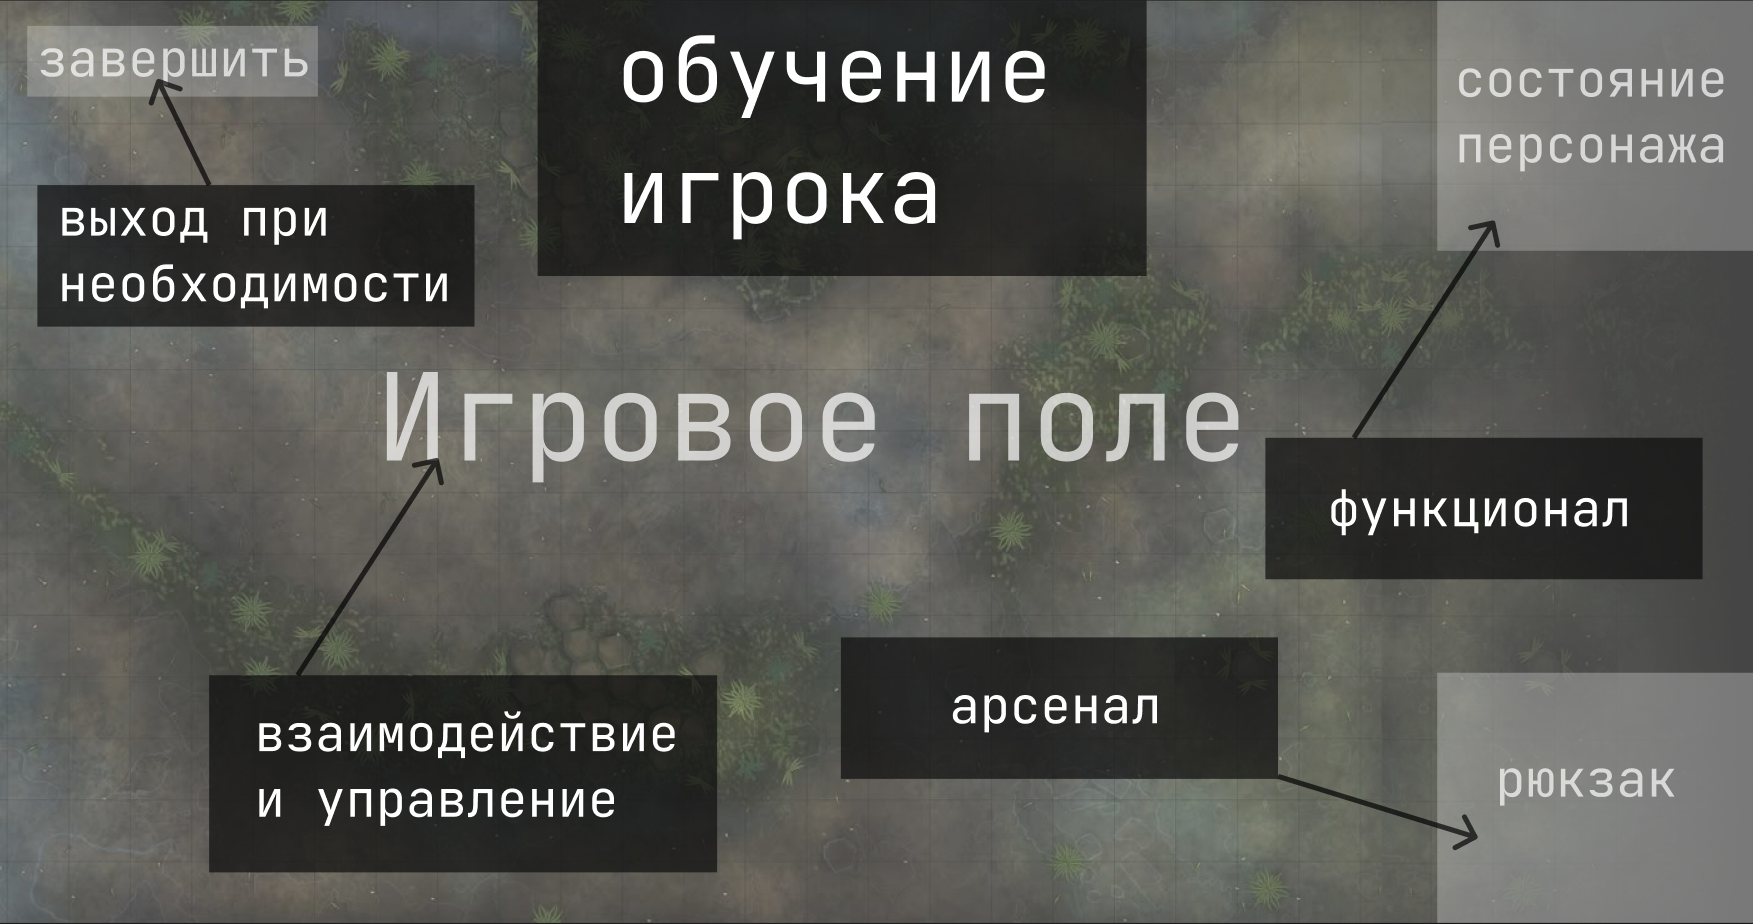 завершить
обучение
игрока
состояние
персонажа
выход при
необходимости
Игровое поле
функционал
взаимодействие
и управление
арсенал
рюкзак